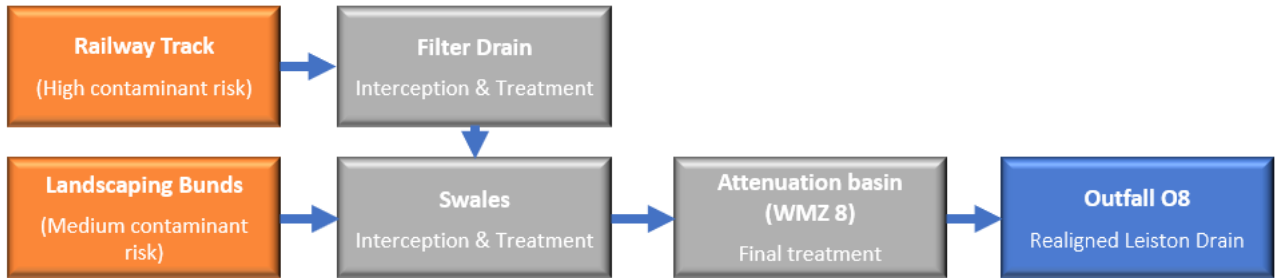 Railway Track
(High contaminant risk)
Filter Drain
Interception & Treatment
Landscaping Bunds
(Medium contaminant
risk)
Swales
Interception & Treatment
Attenuation basin
(WMZ 8)
Final treatment
Outfall O8
Realigned Leiston Drain